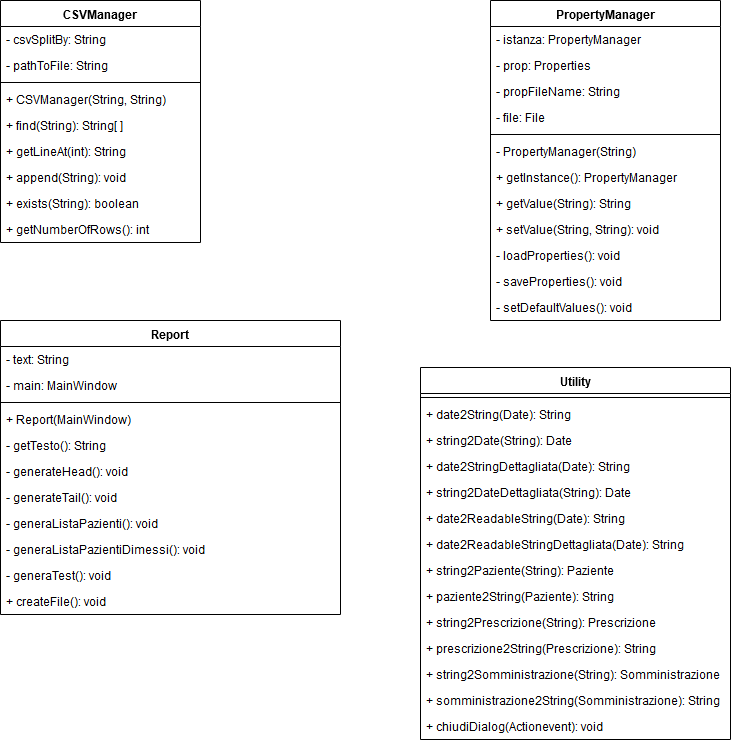 CSVManager
- csvSplitBy: String
- pathToFile: String
+ CSVManager(String, String)
+ find(String): String[ ]
+ getLineAt(int): String
+ append(String): void
+ exists(String): boolean
+ getNumberOfRows(): int
PropertyManager
- istanza: PropertyManager
- prop: Properties
- propFileName: String
- file: File
- PropertyManager(String)
+ getInstance(): PropertyManager
+ getValue(String): String
+ setValue(String, String): void
- loadProperties(): void
- saveProperties(): void
- setDefaultValues(): void
Report
- text: String
- main: MainWindow
+ Report(MainWindow)
- getTesto(): String
- generateHead(): void
- generateTail(): void
- generaListaPazienti(): void
- generaListaPazientiDimessi(): void
- generaTest(): void
+ createFile(): void
Utility
+ date2String(Date): String
+ string2Date(String): Date
+ date2StringDettagliata(Date): String
+ string2DateDettagliata(String): Date
+ date2ReadableString(Date): String
+ date2ReadableStringDettagliata(Date): String
+ string2Paziente(String): Paziente
+ paziente2String(Paziente): String
+ string2Prescrizione(String): Prescrizione
+ prescrizione2String(Prescrizione): String
+ string2Somministrazione(String): Somministrazione
+ somministrazione2String(Somministrazione): String
+ chiudiDialog(Actionevent): void